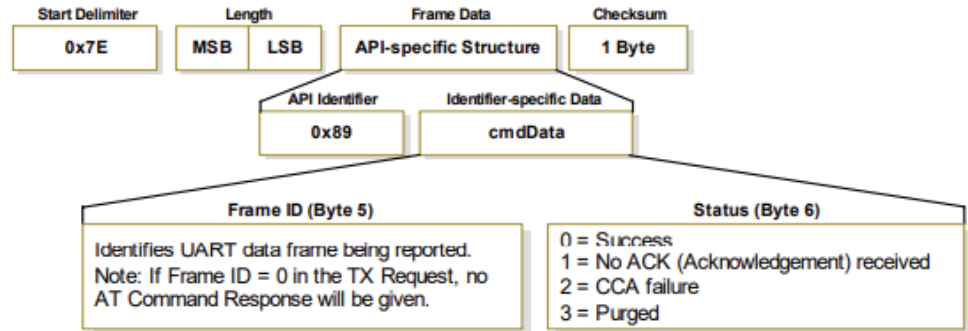 Start Delimiter Length Frame Data Checksum
0x7E MSB LSB API-specific Structure 1 Byte
API Identifier Identifier-specific Data
0x89 cmdData
Frame ID (Byte 5)
Identifies UART data frame being reported.
Note: If Frame ID = 0 in the TX Request, no
AT Command Response will be given.
Status (Byte 6)
0 = Success
1 = No ACK (Acknowledgement) received
2 = CCA failure
3 = Purged